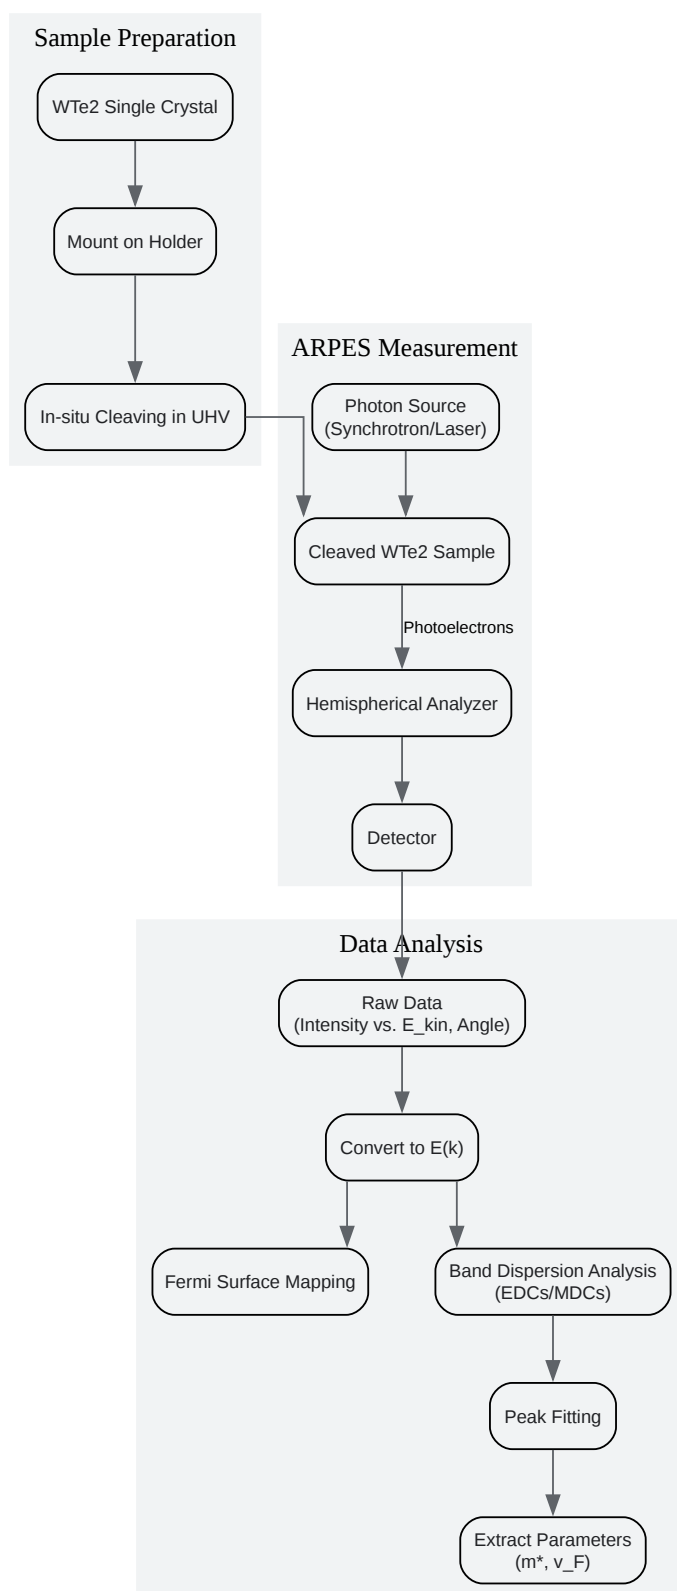 Sample Preparation
WTe2 Single Crystal
Mount on Holder
In-situ Cleaving in UHV
ARPES Measurement
Photon Source
(Synchrotron/Laser)
Cleaved WTe2 Sample
Photoelectrons
Hemispherical Analyzer
Detector
Data Analysis
Raw Data
(Intensity vs. E_kin, Angle)
Convert to E(k)
Fermi Surface Mapping
Band Dispersion Analysis
(EDCs/MDCs)
Peak Fitting
Extract Parameters
(m*, v_F)